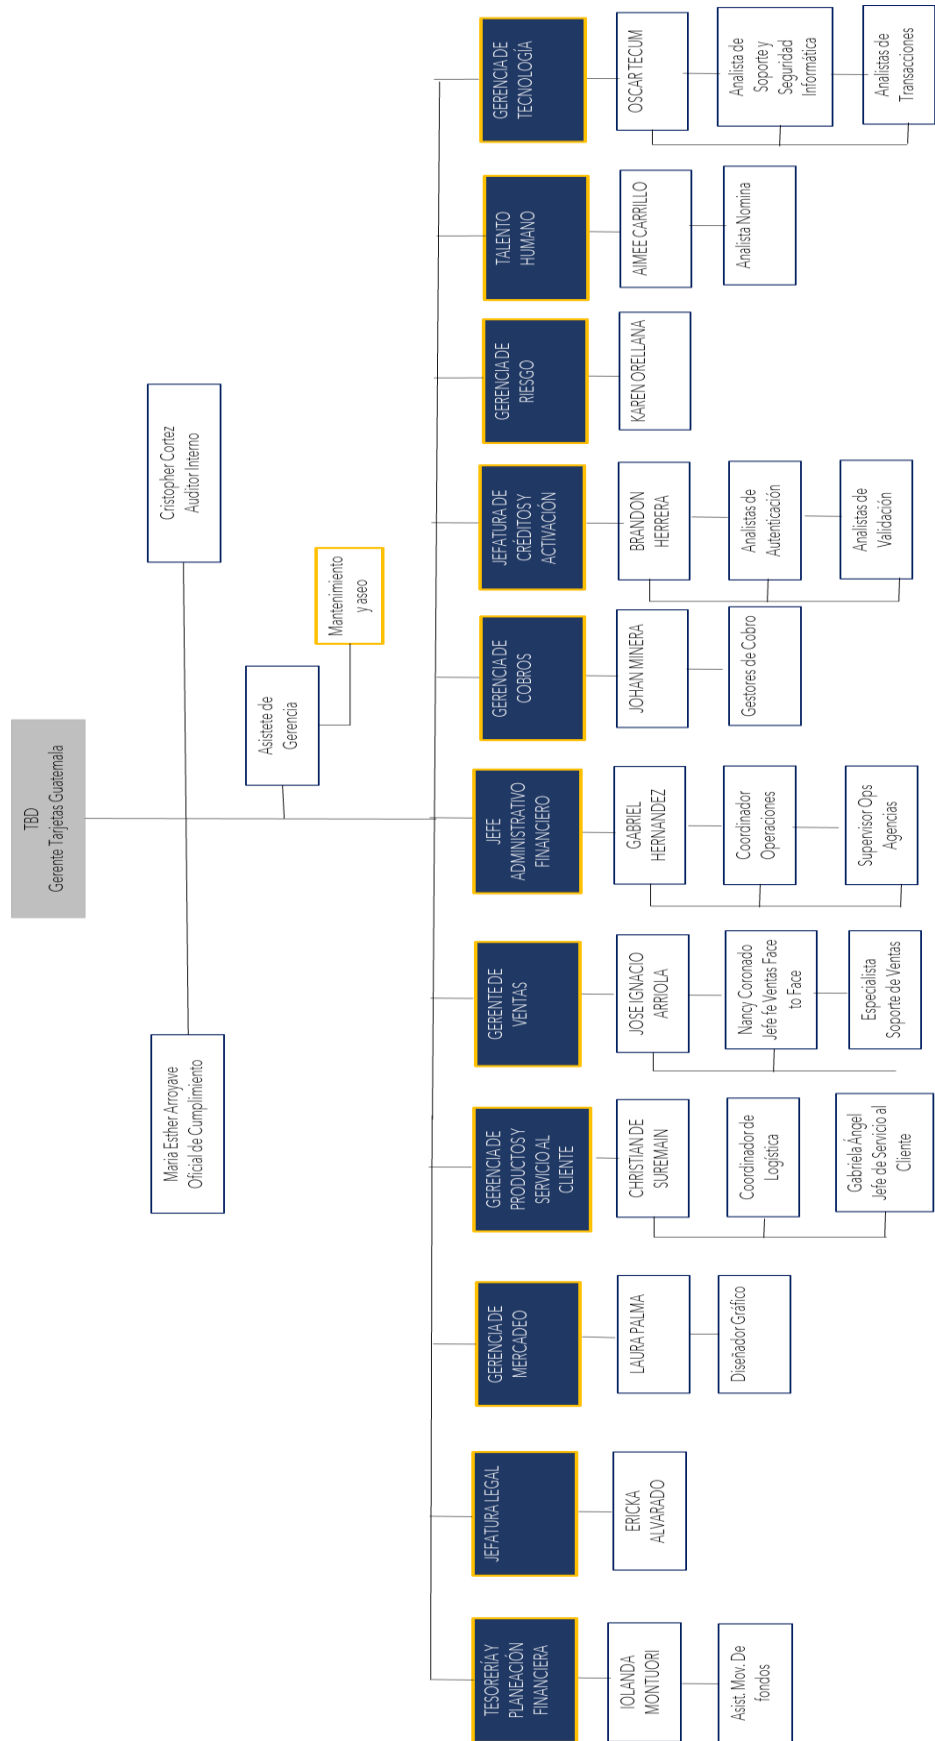 TBD
Gerente Tarjetas Guatemala
Maria Esther Arroyave
Oficial de Cumplimiento
Cristopher Cortez
Auditor Interno
Asistete de
Gerencia
Mantenimiento
y aseo
TESORERÍA Y
PLANEACIÓN
FINANCIERA
IOLANDA
MONTUORI
Asist. Mov. De
fondos
JEFATURA LEGAL
ERICKA
ALVARADO
GERENCIA DE
MERCADEO
LAURA PALMA
Diseñador Gráfico
GERENCIA DE
PRODUCTOS Y
SERVICIO AL
CLIENTE
CHRISTIAN DE
SUREMAIN
Coordinador de
Logística
Gabriela Ángel
Jefe de Servicio al
Cliente
GERENTE DE
VENTAS
JOSE IGNACIO
ARRIOLA
Nancy Coronado
Jefe fe Ventas Face
to Face
Especialista
Soporte de Ventas
JEFE
ADMINISTRATIVO
FINANCIERO
GABRIEL
HERNANDEZ
Coordinador
Operaciones
Supervisor Ops
Agencias
GERENCIA DE
COBROS
JOHAN MINERA
Gestores de Cobro
JEFATURA DE
CRÉDITOS Y
ACTIVACIÓN
BRANDON
HERRERA
Analistas de
Autenticación
Analistas de
Validación
GERENCIA DE
RIESGO
KAREN ORELLANA
TALENTO
HUMANO
AIMEE CARRILLO
Analista Nomina
GERENCIA DE
TECNOLOGÍA
OSCAR TECUM
Analista de
Soporte y
Seguridad
Informática
Analistas de
Transacciones